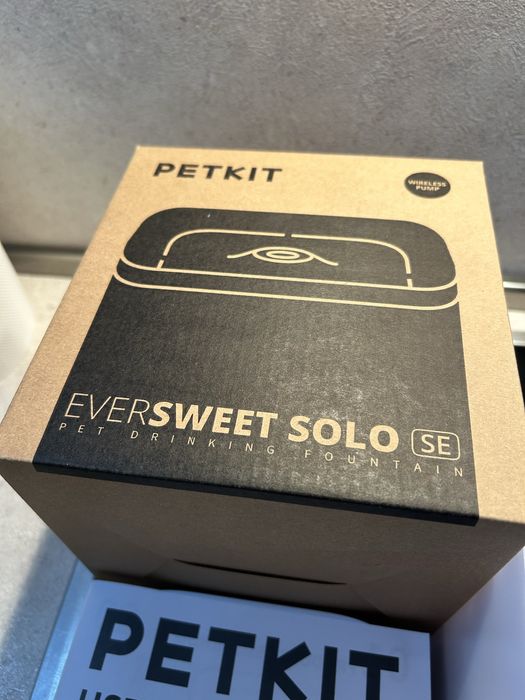 PETKIT
WIRELESS
PUMP
EVERSWEET SOLO SE
PET DRINKING FOUNTAIN
PETKIT